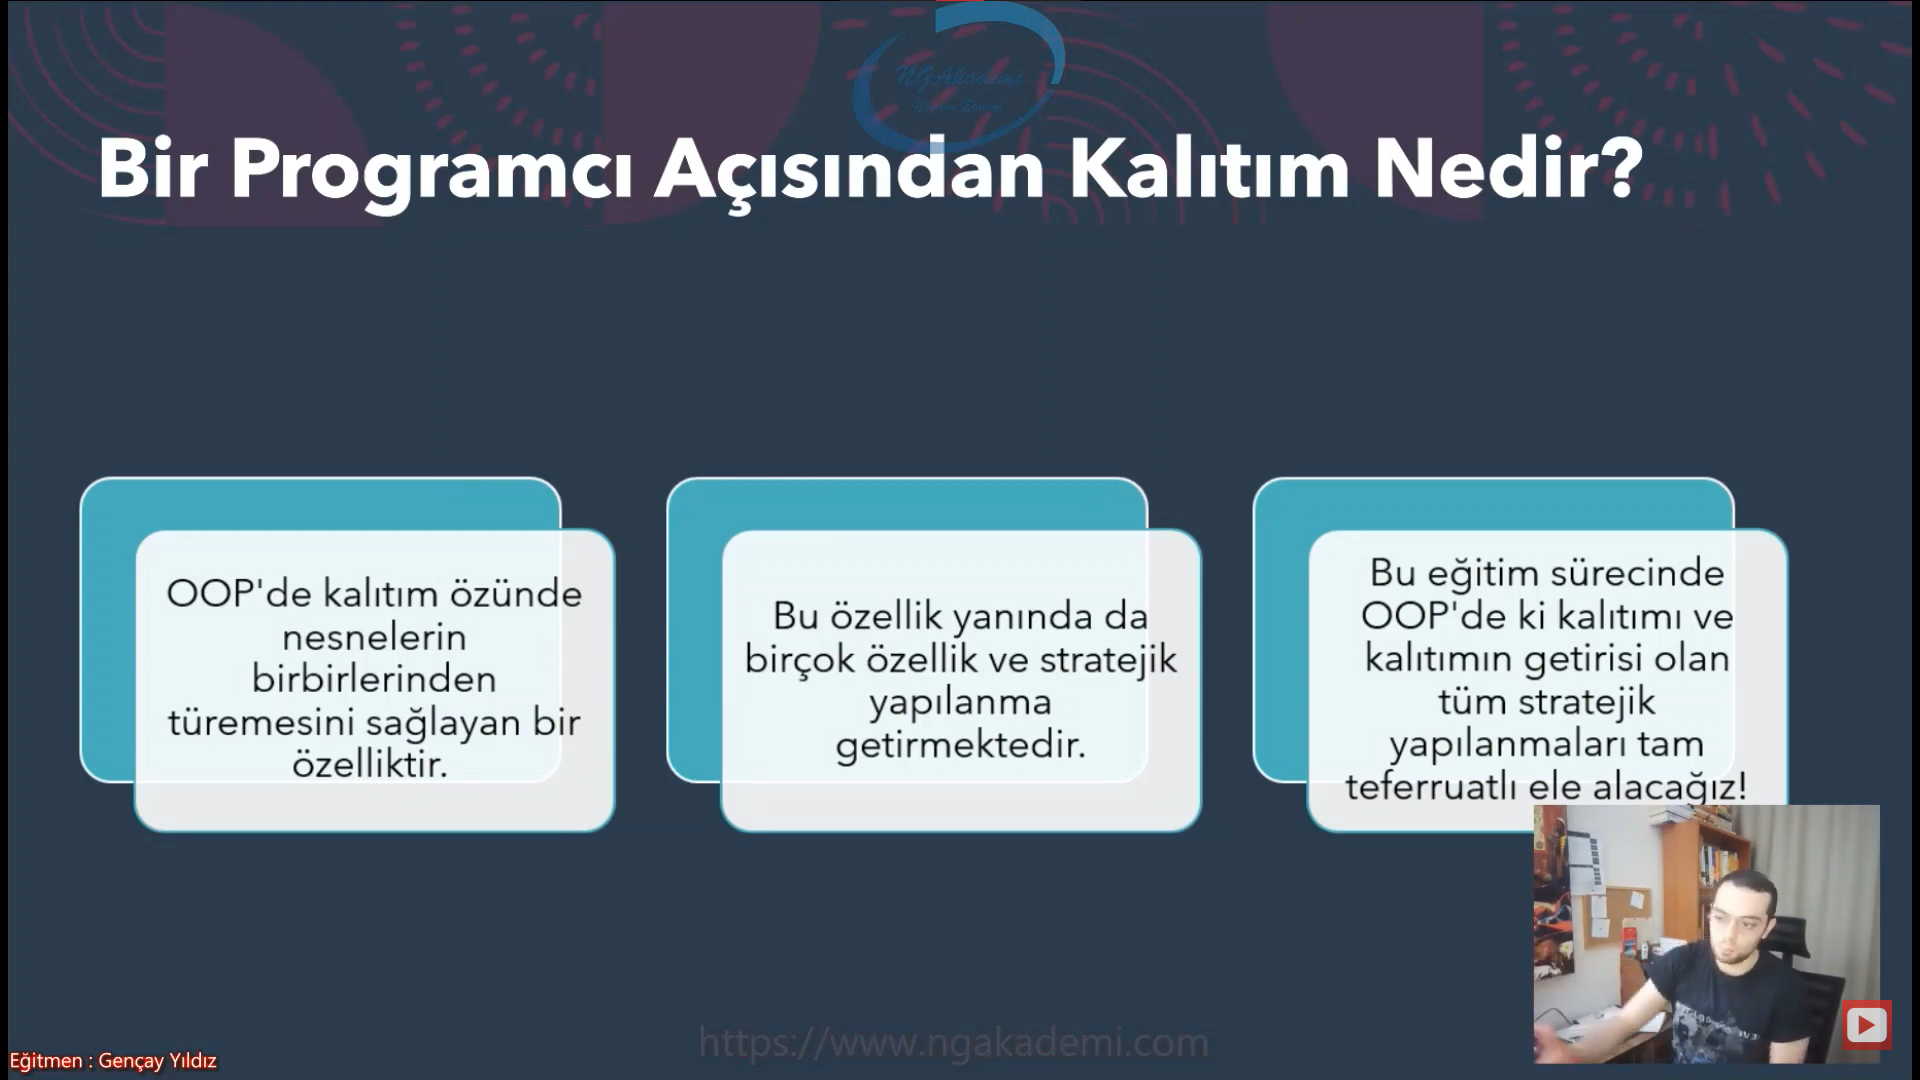 NGAkademi
Bir Programcı Açısından Kalıtım Nedir?
OOP'de kalıtım özünde
nesnelerin
birbirlerinden
türemesini sağlayan bir
özelliktir.
Bu özellik yanında da
birçok özellik ve stratejik
yapılanma
getirmektedir.
Bu eğitim sürecinde
OOP'de ki kalıtımı ve
kalıtımın getirisi olan
tüm stratejik
yapılanmaları tam
teferruatlı ele alacağız!
https://www.ngakademi.com
Eğitmen : Gençay Yıldız